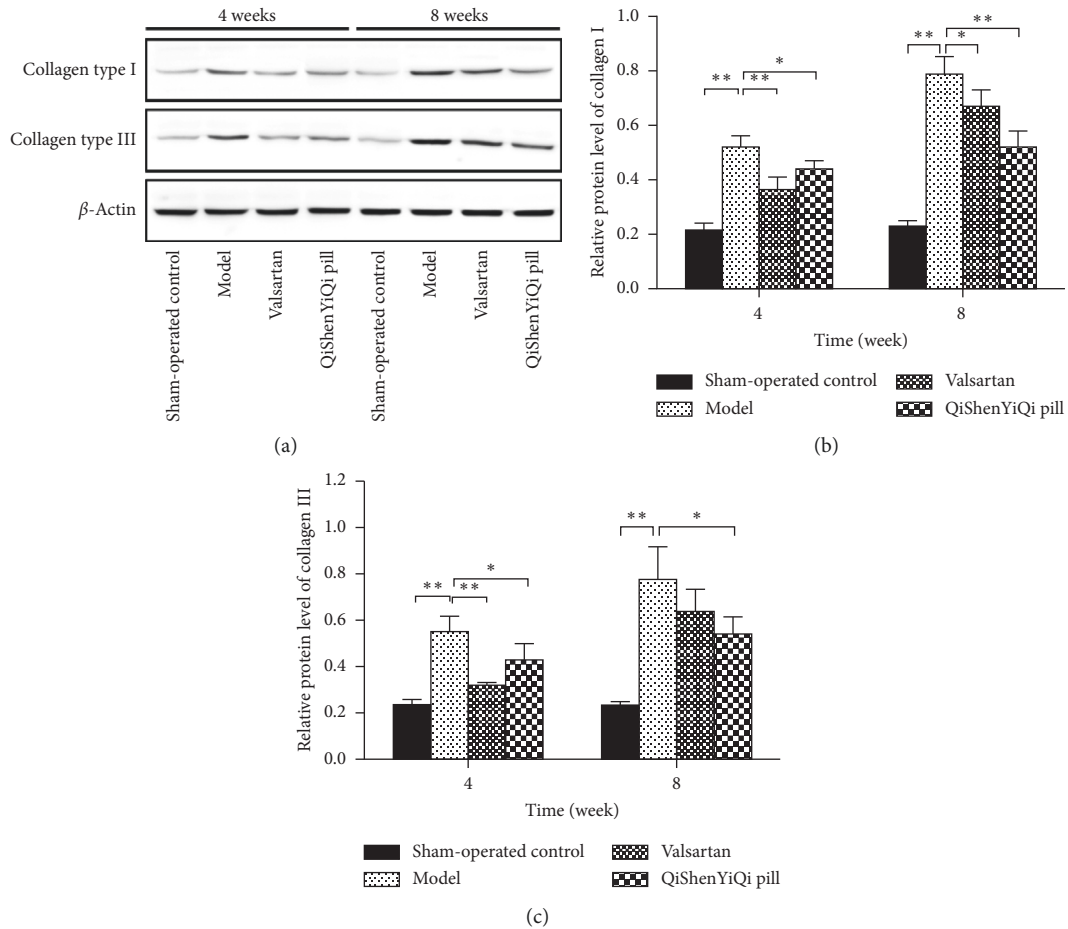 4 weeks 8 weeks
Collagen type I
Collagen type III
β-Actin
Sham-operated control
Model
Valsartan
QiShenYiQi pill
Sham-operated control
Model
Valsartan
QiShenYiQi pill
(a)
Relative protein level of collagen I
1.0
0.8
0.6
0.4
0.2
0.0
** ** *
** * **
4 8
Time (week)
Sham-operated control Valsartan
Model QiShenYiQi pill
(b)
Relative protein level of collagen III
1.2
1.0
0.8
0.6
0.4
0.2
0.0
** ** *
** *
4 8
Time (week)
Sham-operated control Valsartan
Model QiShenYiQi pill
(c)